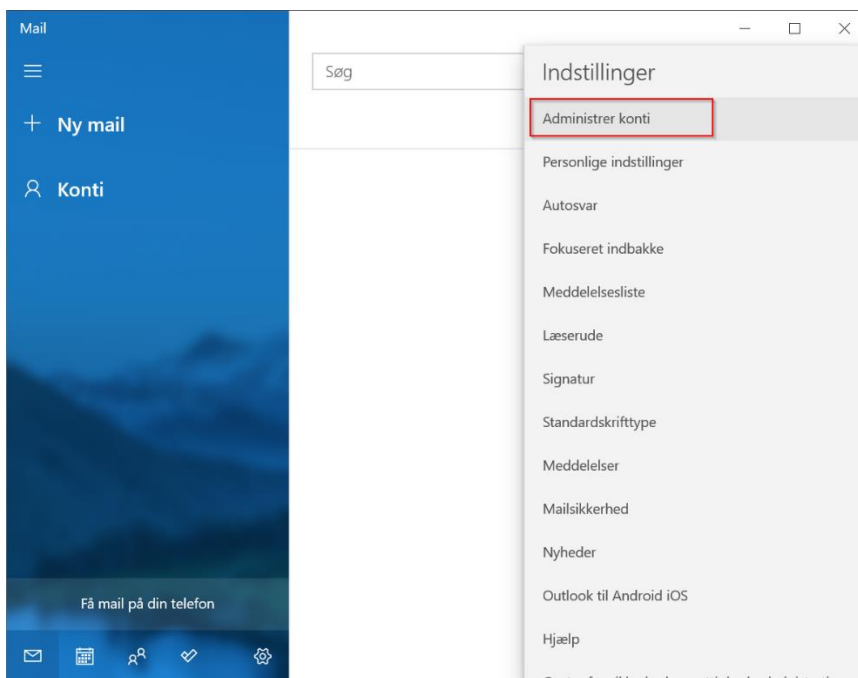 Mail
Søg
Ny mail
Konti
Få mail på din telefon
Indstillinger
Administrer konti
Personlige indstillinger
Autosvar
Fokuseret indbakke
Meddelelsesliste
Læserude
Signatur
Standardskrifttype
Meddelelser
Mailsikkerhed
Nyheder
Outlook til Android iOS
Hjælp